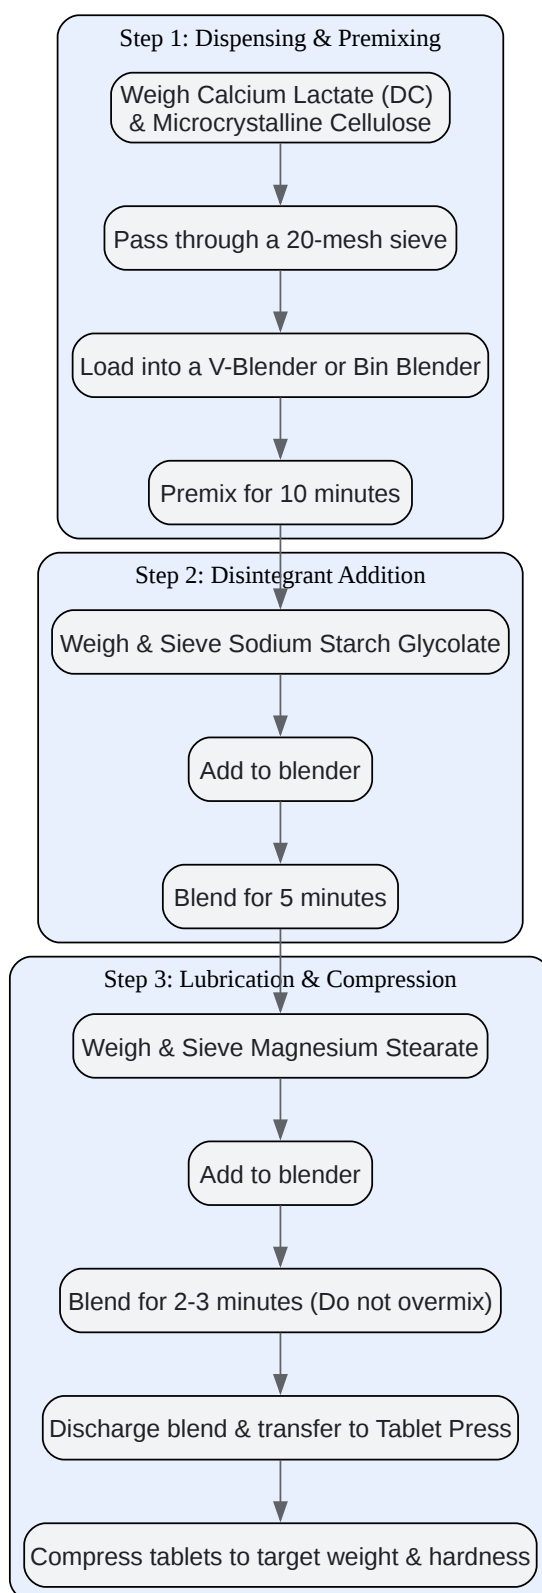 Step 1: Dispensing & Premixing
Weigh Calcium Lactate (DC)
& Microcrystalline Cellulose
Pass through a 20-mesh sieve
Load into a V-Blender or Bin Blender
Premix for 10 minutes
Step 2: Disintegrant Addition
Weigh & Sieve Sodium Starch Glycolate
Add to blender
Blend for 5 minutes
Step 3: Lubrication & Compression
Weigh & Sieve Magnesium Stearate
Add to blender
Blend for 2-3 minutes (Do not overmix)
Discharge blend & transfer to Tablet Press
Compress tablets to target weight & hardness